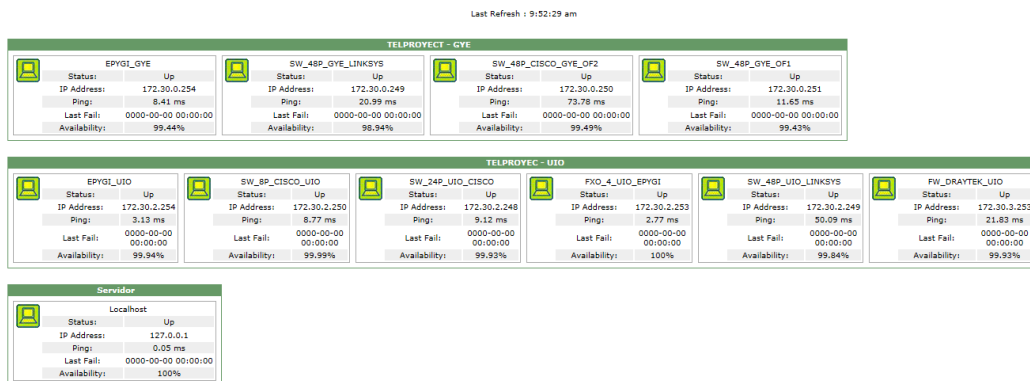 Last Refresh : 9:52:29 am
TELPROYECT - GYE
EPYGI_GYE
Status: Up
IP Address: 172.30.0.254
Ping: 8.41 ms
Last Fail: 0000-00-00 00:00:00
Availability: 99.44%
SW_48P_GYE_LINKSYS
Status: Up
IP Address: 172.30.0.249
Ping: 20.99 ms
Last Fail: 0000-00-00 00:00:00
Availability: 98.94%
SW_48P_CISCO_GYE_OF2
Status: Up
IP Address: 172.30.0.250
Ping: 73.78 ms
Last Fail: 0000-00-00 00:00:00
Availability: 99.49%
SW_48P_GYE_OF1
Status: Up
IP Address: 172.30.0.251
Ping: 11.65 ms
Last Fail: 0000-00-00 00:00:00
Availability: 99.43%
TELPROYEC - UIO
EPYGI_UIO
Status: Up
IP Address: 172.30.2.254
Ping: 3.13 ms
Last Fail: 0000-00-00
00:00:00
Availability: 99.94%
SW_8P_CISCO_UIO
Status: Up
IP Address: 172.30.2.250
Ping: 8.77 ms
Last Fail: 0000-00-00
00:00:00
Availability: 99.99%
SW_24P_UIO_CISCO
Status: Up
IP Address: 172.30.2.248
Ping: 9.12 ms
Last Fail: 0000-00-00
00:00:00
Availability: 99.93%
FXO_4_UIO_EPYGI
Status: Up
IP Address: 172.30.2.253
Ping: 2.77 ms
Last Fail: 0000-00-00
00:00:00
Availability: 100%
SW_48P_UIO_LINKSYS
Status: Up
IP Address: 172.30.2.249
Ping: 50.09 ms
Last Fail: 0000-00-00
00:00:00
Availability: 99.84%
FW_DRAYTEK_UIO
Status: Up
IP Address: 172.30.3.253
Ping: 21.83 ms
Last Fail: 0000-00-00
00:00:00
Availability: 99.93%
Servidor
Localhost
Status: Up
IP Address: 127.0.0.1
Ping: 0.05 ms
Last Fail: 0000-00-00 00:00:00
Availability: 100%